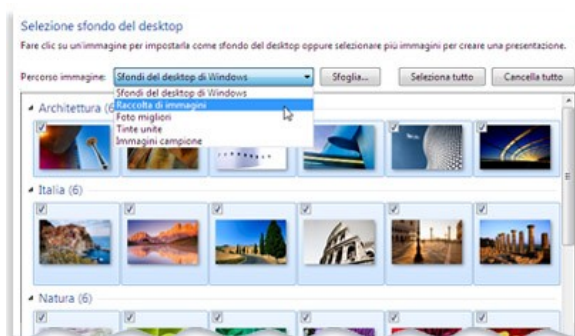 Selezione sfondo del desktop
Fare clic su un'immagine per impostarla come sfondo del desktop oppure selezionare più immagini per creare una presentazione.
Percorso immagine: Sfondi del desktop di Windows Sfoglia... Seleziona tutto Cancella tutto
Sfondi del desktop di Windows
Raccolta di immagini
Foto migliori
Tinte unite
Immagini campione
Architettura (6
Italia (6)
Natura (6)